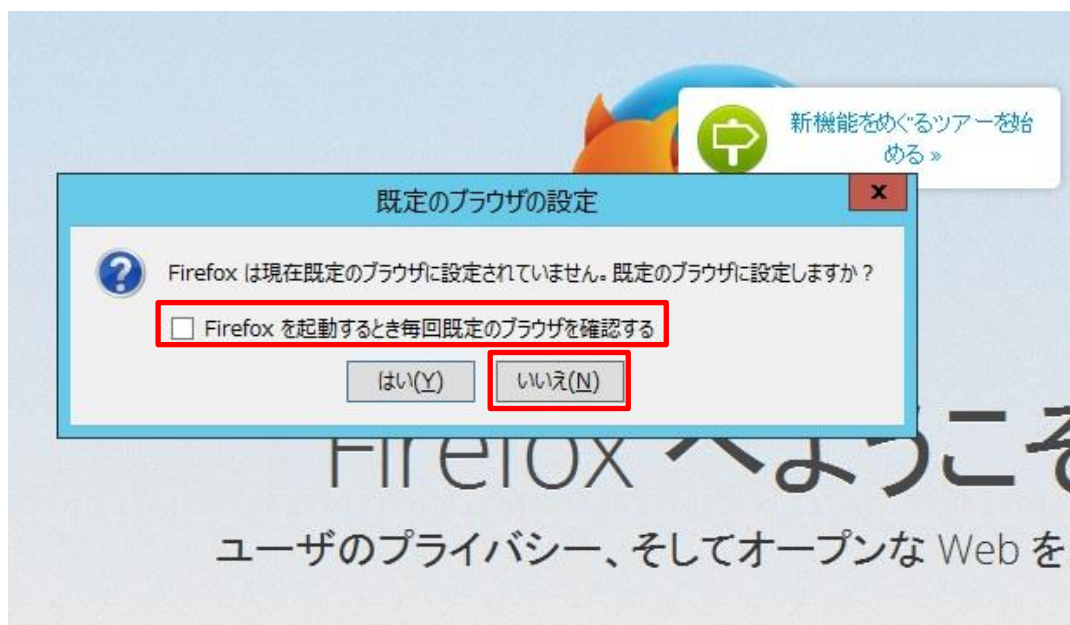 新機能をめぐるツアーを始
める »
既定のブラウザの設定
x
Firefox は現在既定のブラウザに設定されていません。既定のブラウザに設定しますか？
Firefox を起動するとき毎回既定のブラウザを確認する
はい(Y) いいえ(N)
Firefox へようこそ
ユーザのプライバシー、そしてオープンな Web を